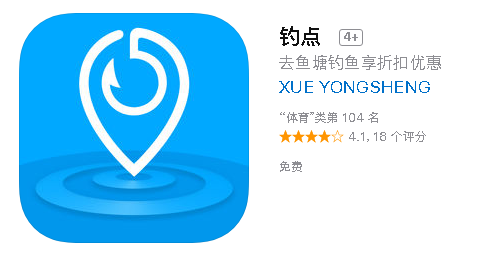 钓点 4+
去鱼塘钓鱼享折扣优惠
XUE YONGSHENG
“体育”类第 104 名
4.1, 18 个评分
免费